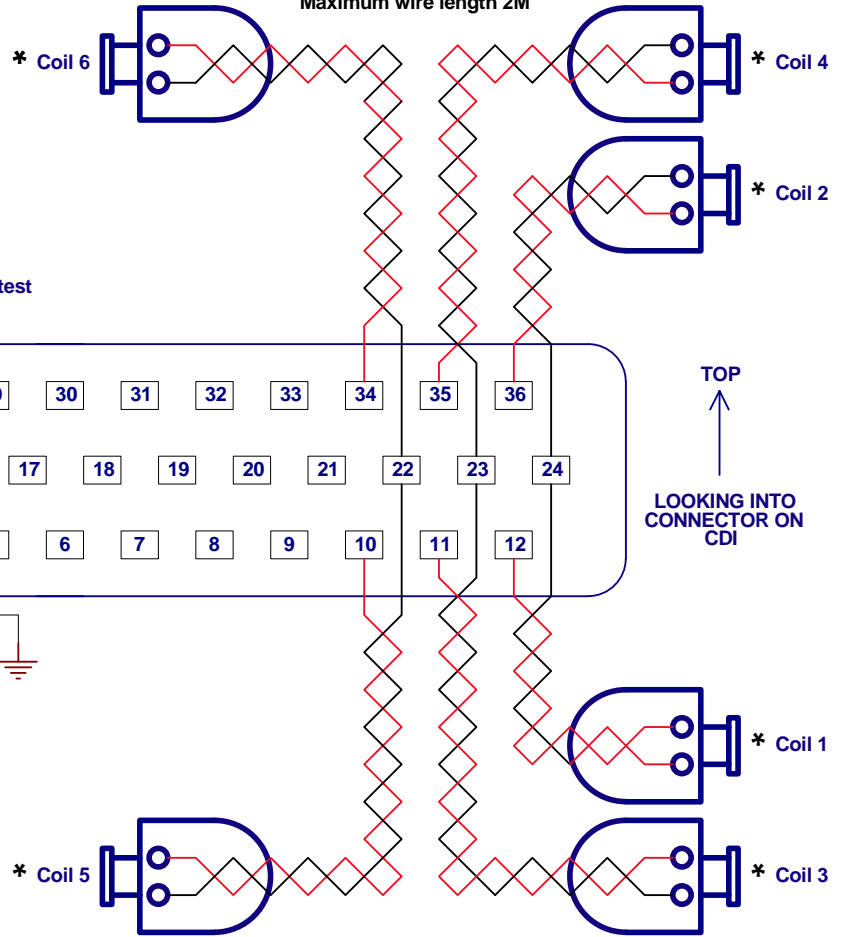 Maximum wire length 2M
* Coil 6
* Coil 4
* Coil 2
test
30 31 32 33 34 35 36
TOP
17 18 19 20 21 22 23 24
LOOKING INTO
CONNECTOR ON
CDI
6 7 8 9 10 11 12
* Coil 1
* Coil 5
* Coil 3